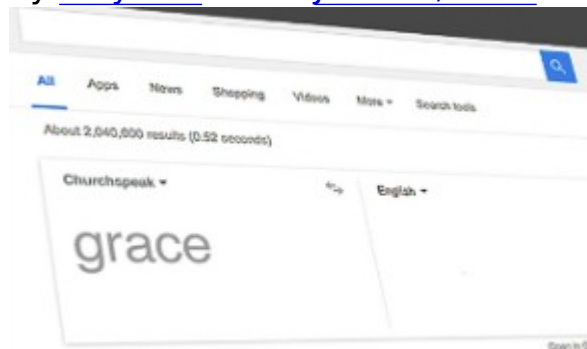 All Apps News Shopping Videos More Search tools
About 2,040,000 results (0.52 seconds)
Churchspeak English
grace